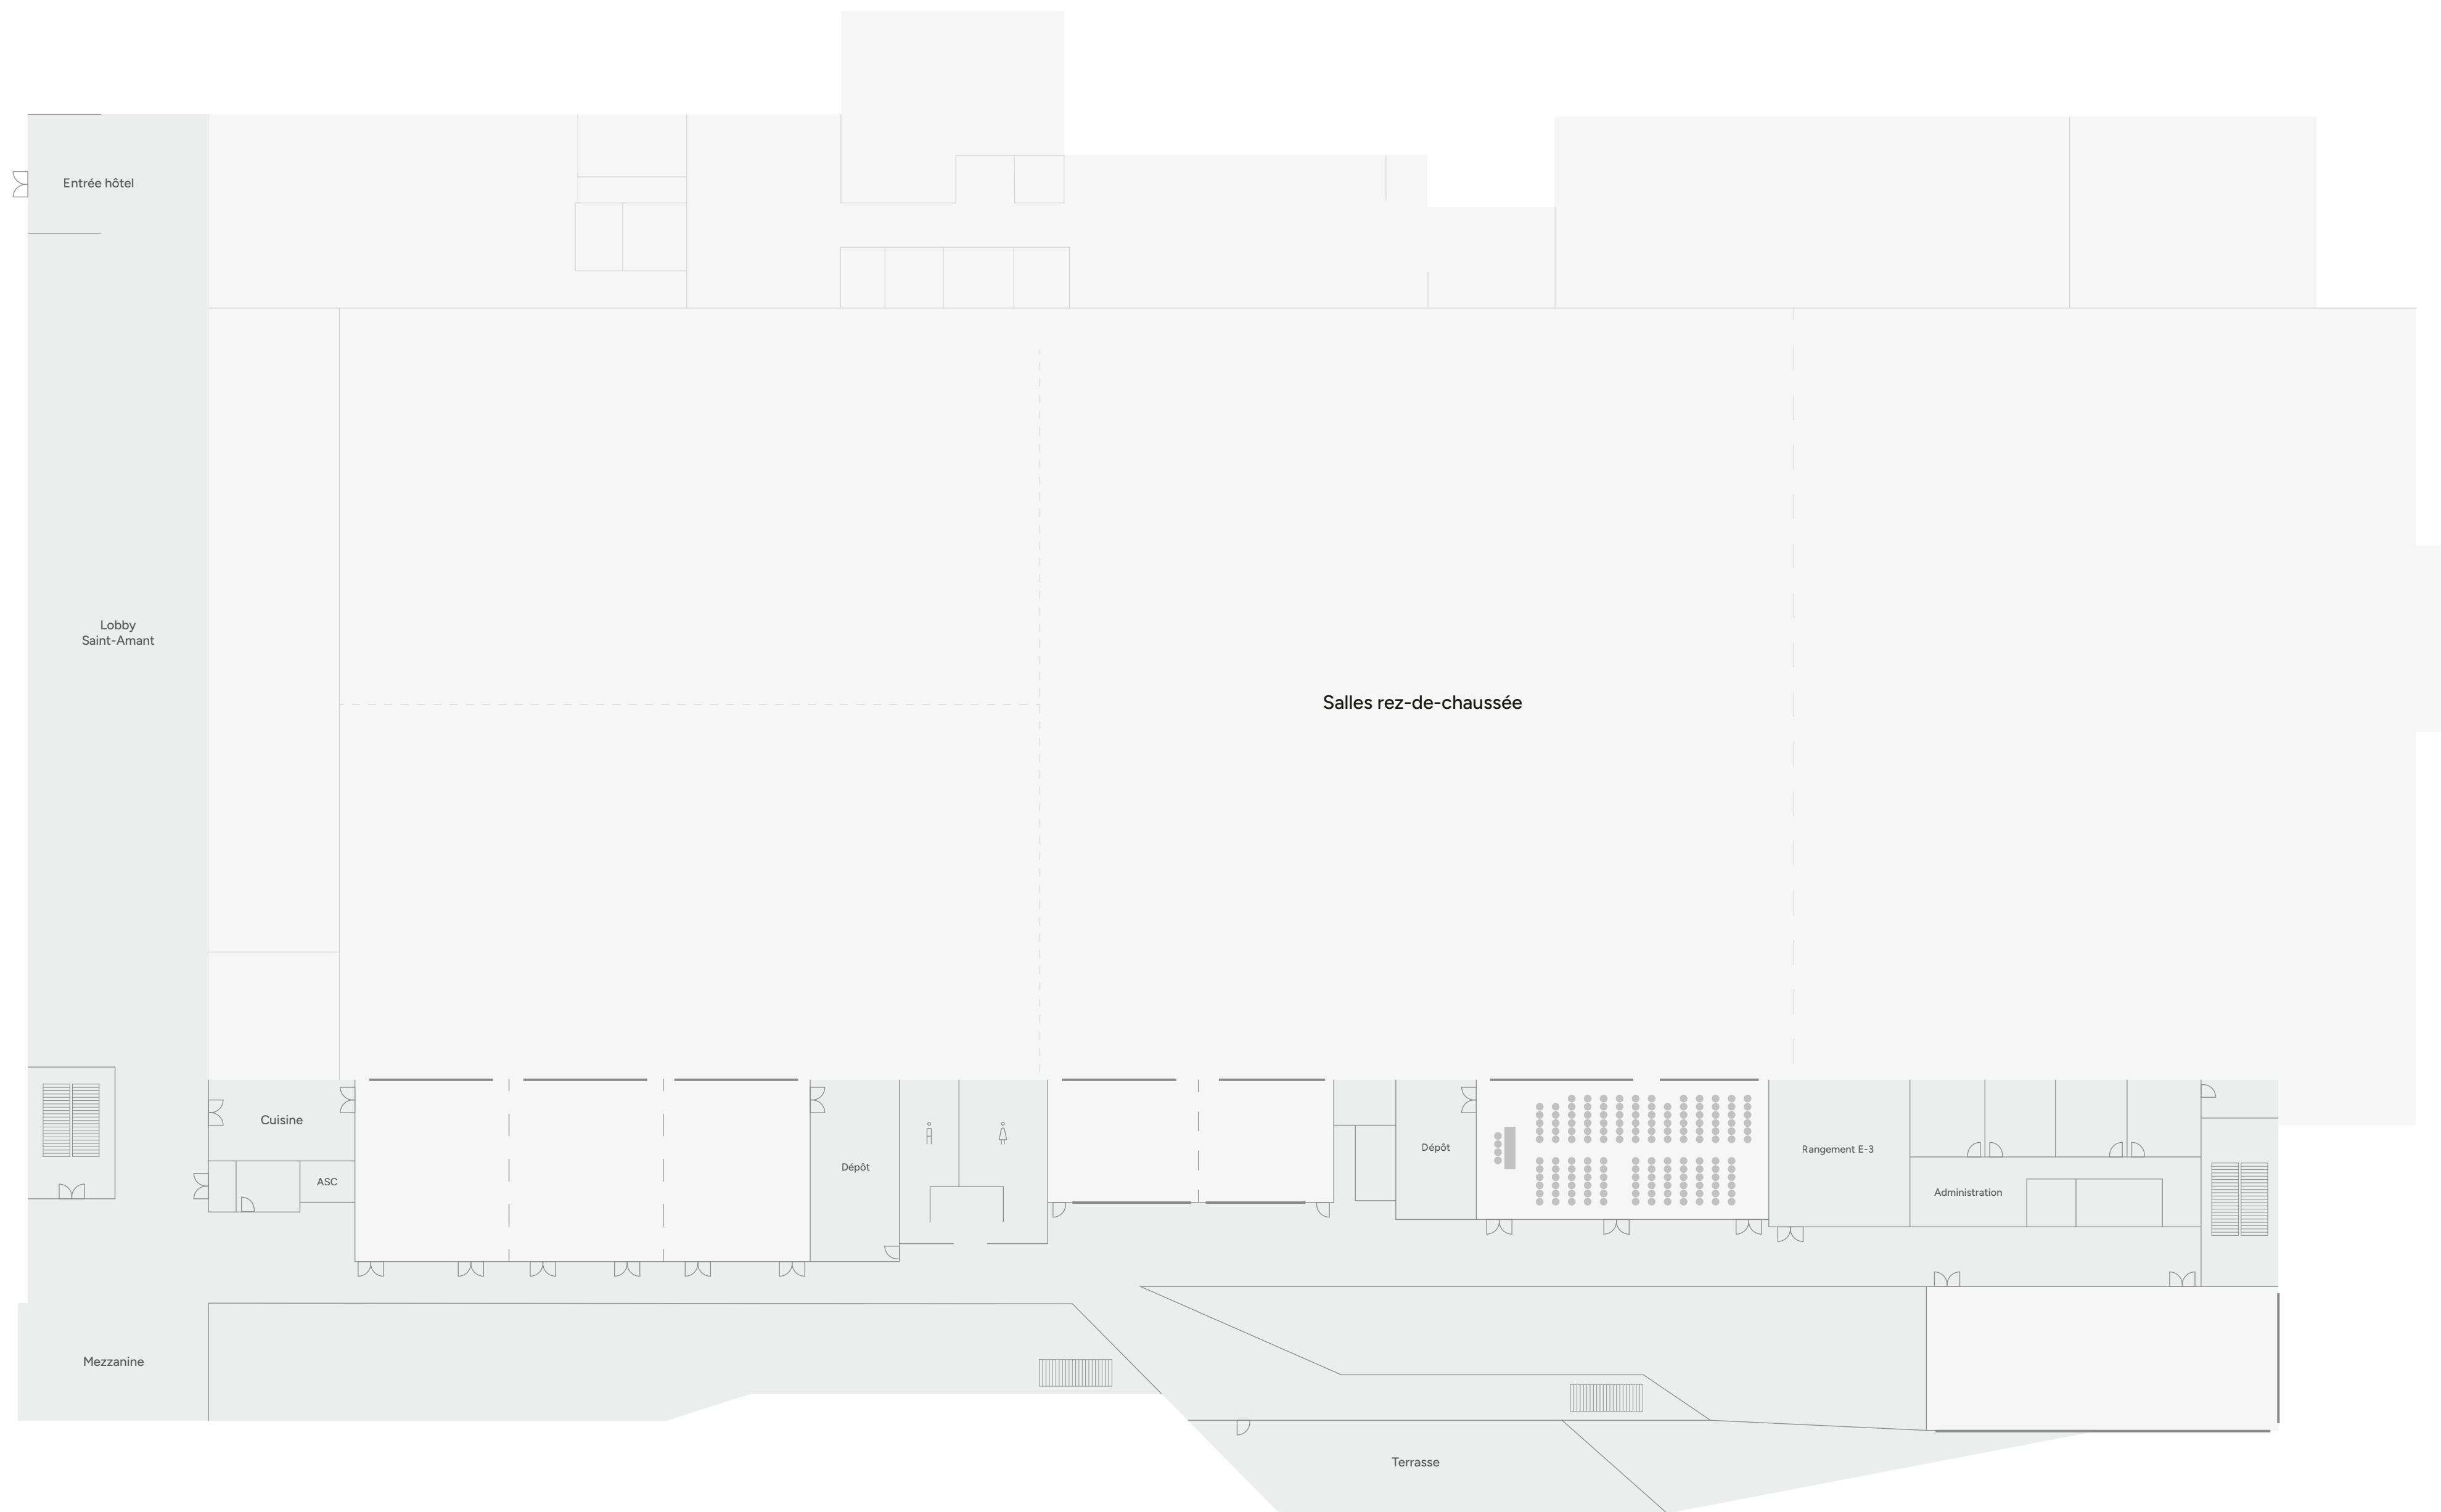 Entrée hôtel
Lobby
Saint-Amant
Salles rez-de-chaussée
Cuisine
ASC
Dépôt
Dépôt
Rangement E-3
Administration
Mezzanine
Terrasse